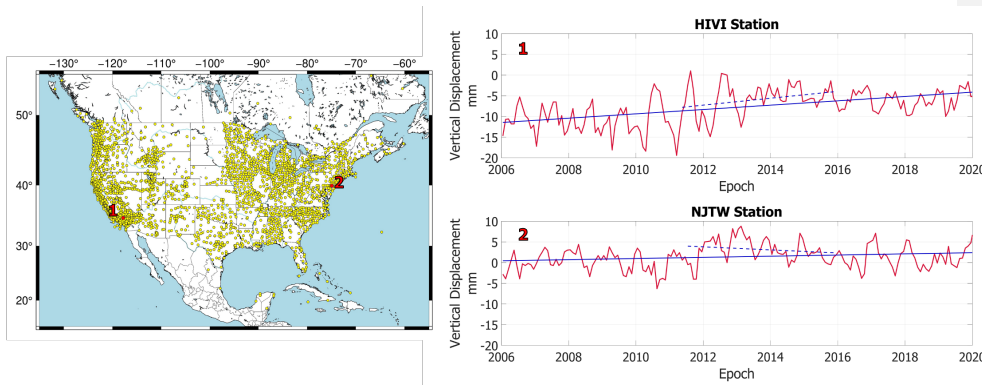 −130 −120 −110 −100 −90 −80 −70 −60
50°
40°
30°
20°
1
2
HIVI Station
1
Vertical Displacement
mm
10
5
0
-5
-10
-15
-20
2006 2008 2010 2012 2014 2016 2018 2020
Epoch
NJTW Station
2
Vertical Displacement
mm
10
5
0
-5
-10
-15
-20
2006 2008 2010 2012 2014 2016 2018 2020
Epoch